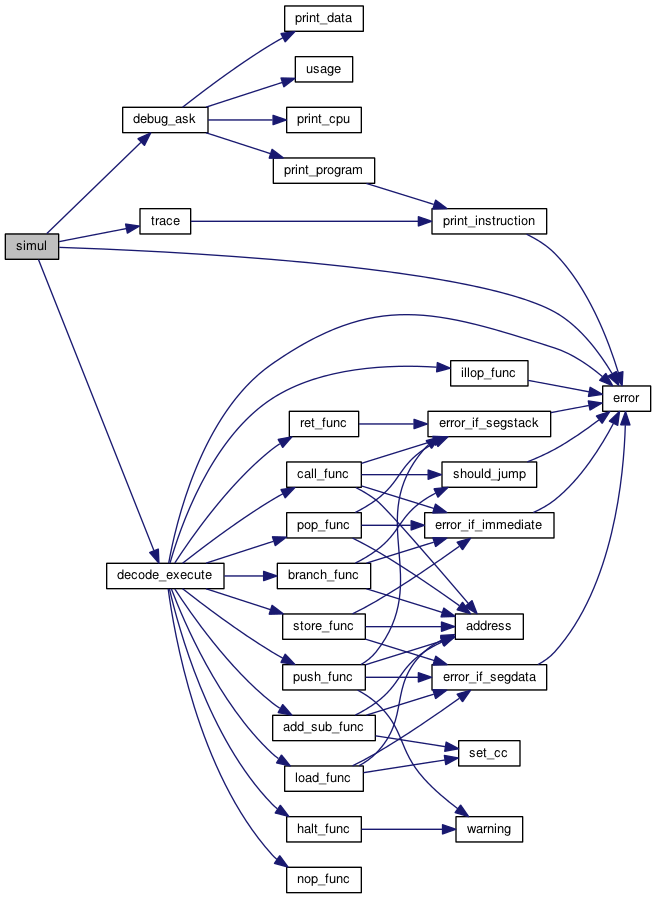 print_data
usage
debug_ask
print_cpu
print_program
trace
print_instruction
simul
illop_func
error
ret_func
error_if_segstack
call_func
should_jump
pop_func
error_if_immediate
decode_execute
branch_func
store_func
address
push_func
error_if_segdata
add_sub_func
set_cc
load_func
halt_func
warning
nop_func